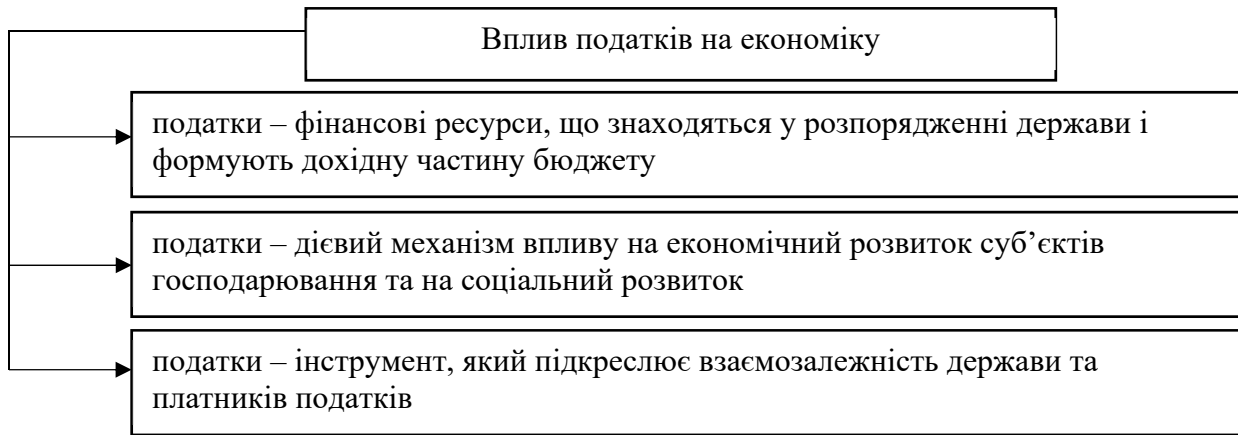 Вплив податків на економіку
податки – фінансові ресурси, що знаходяться у розпорядженні держави і
формують дохідну частину бюджету
податки – дієвий механізм впливу на економічний розвиток суб’єктів
господарювання та на соціальний розвиток
податки – інструмент, який підкреслює взаємозалежність держави та
платників податків